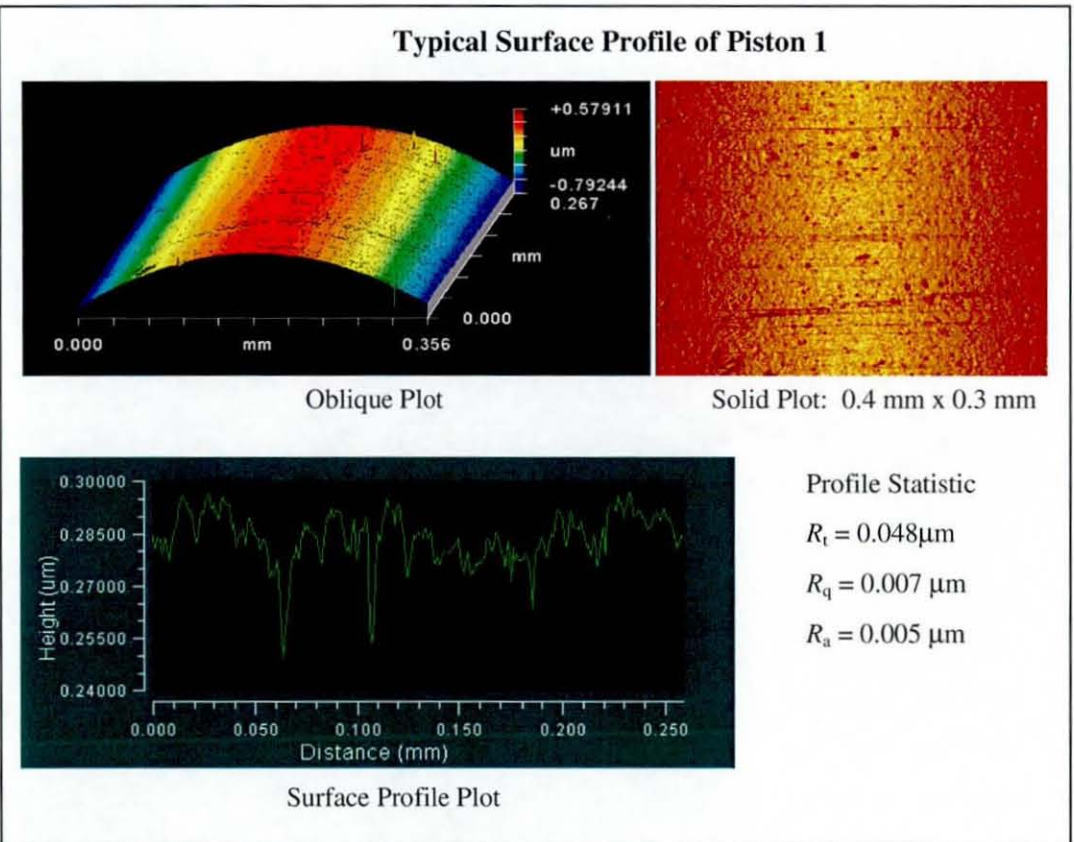 Typical Surface Profile of Piston 1
+0.57911
um
-0.79244
0.267
mm
0.000
0.000 mm 0.356
Oblique Plot
Solid Plot: 0.4 mm x 0.3 mm
0.30000
0.28500
0.27000
0.25500
0.24000
Height (um)
0.000 0.050 0.100 0.150 0.200 0.250
Distance (mm)
Surface Profile Plot
Profile Statistic
Rt = 0.048μm
Rq = 0.007 μm
Ra = 0.005 μm